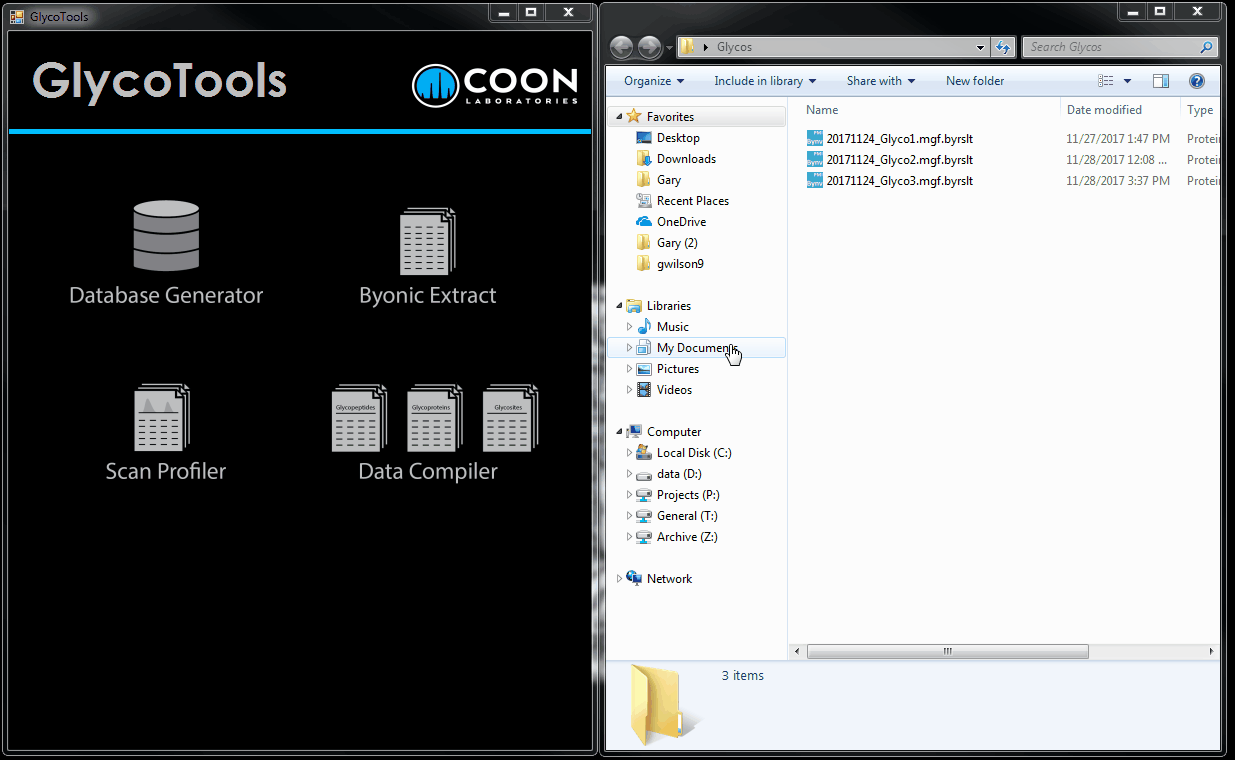 GlycoTools
GlycoTools
COON
LABORATORIES
Database Generator
Byonic Extract
Glycopeptides
Glycoproteins
Glycosites
Scan Profiler
Data Compiler
Glycos
Search Glycos
Organize
Include in library
Share with
New folder
Favorites
Desktop
Downloads
Gary
Recent Places
OneDrive
Gary (2)
gwilson9
Libraries
Music
My Documents
Pictures
Videos
Computer
Local Disk (C:)
data (D:)
Projects (P:)
General (T:)
Archive (Z:)
Network
Name Date modified Type
20171124_Glyco1.mgf.byrslt 11/27/2017 1:47 PM Protei
20171124_Glyco2.mgf.byrslt 11/28/2017 12:08 ... Protei
20171124_Glyco3.mgf.byrslt 11/28/2017 3:37 PM Protei
3 items